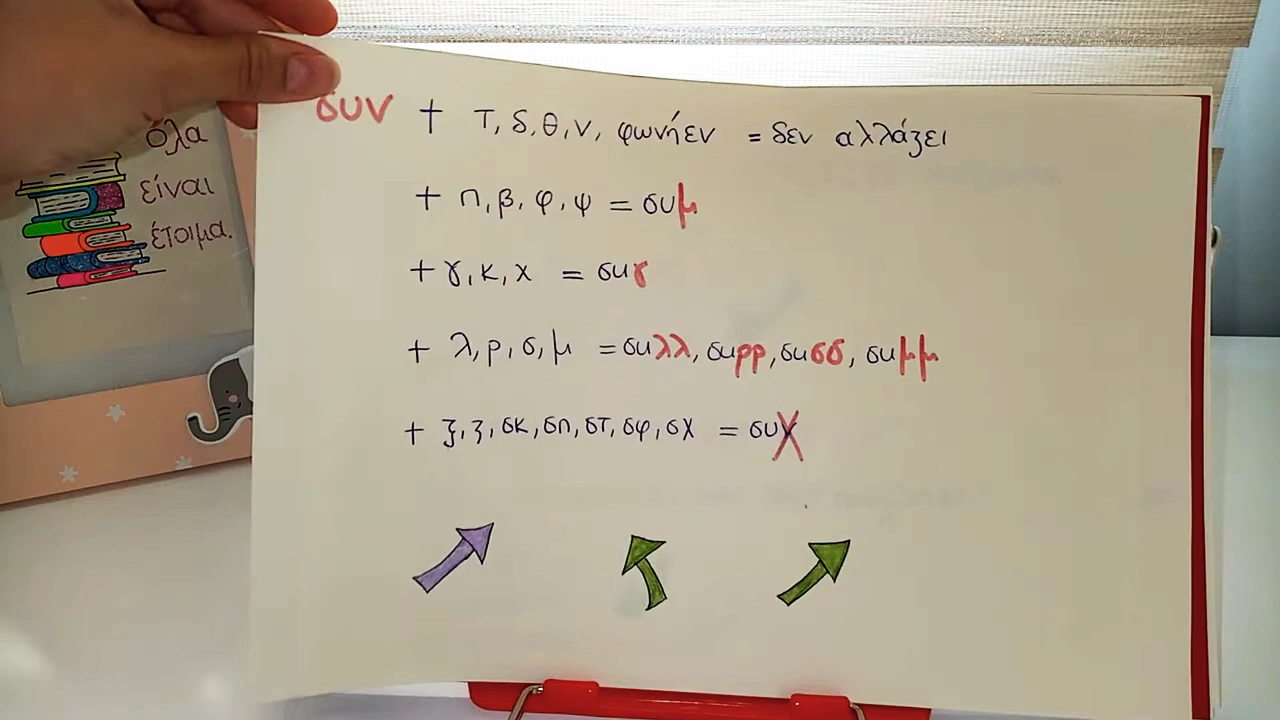 συν + τ, δ, θ, ν, φωνήεν = δεν αλλάζει
+ π, β, φ, ψ = συμ
+ γ, κ, χ = συγ
+ λ, ρ, σ, μ = συλλ, συρρ, συσσ, συμμ
+ ξ, ζ, σκ, σπ, στ, σφ, σχ = συν
όλα
είναι
έτοιμα.